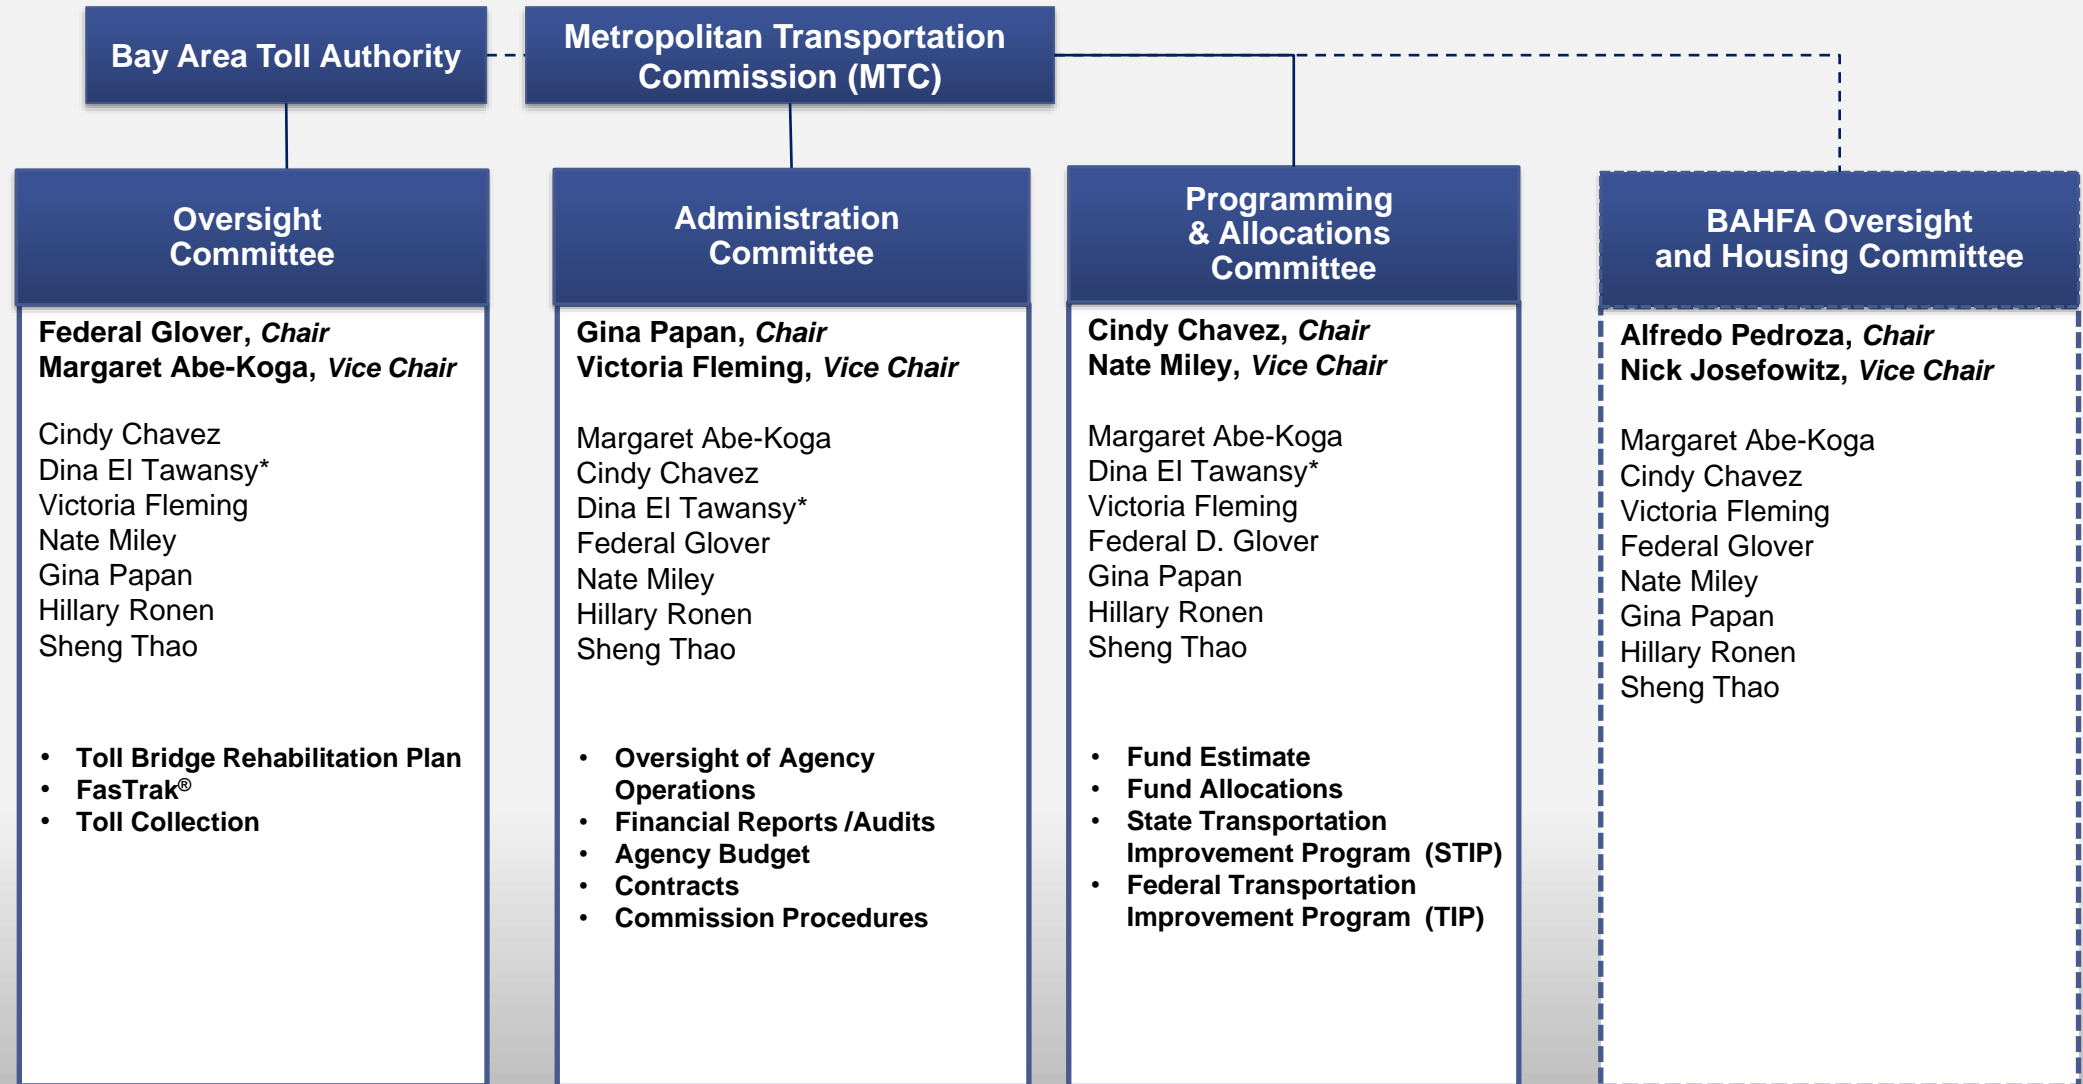 Bay Area Toll Authority
Metropolitan Transportation
Commission (MTC)
Oversight
Committee
Federal Glover, Chair
Margaret Abe-Koga, Vice Chair
Cindy Chavez
Dina El Tawansy*
Victoria Fleming
Nate Miley
Gina Papan
Hillary Ronen
Sheng Thao
• Toll Bridge Rehabilitation Plan
• FasTrak®
• Toll Collection
Administration
Committee
Gina Papan, Chair
Victoria Fleming, Vice Chair
Margaret Abe-Koga
Cindy Chavez
Dina El Tawansy*
Federal Glover
Nate Miley
Hillary Ronen
Sheng Thao
• Oversight of Agency
Operations
• Financial Reports /Audits
• Agency Budget
• Contracts
• Commission Procedures
Programming
& Allocations
Committee
Cindy Chavez, Chair
Nate Miley, Vice Chair
Margaret Abe-Koga
Dina El Tawansy*
Victoria Fleming
Federal D. Glover
Gina Papan
Hillary Ronen
Sheng Thao
• Fund Estimate
• Fund Allocations
• State Transportation
Improvement Program (STIP)
• Federal Transportation
Improvement Program (TIP)
BAHFA Oversight
and Housing Committee
Alfredo Pedroza, Chair
Nick Josefowitz, Vice Chair
Margaret Abe-Koga
Cindy Chavez
Victoria Fleming
Federal Glover
Nate Miley
Gina Papan
Hillary Ronen
Sheng Thao